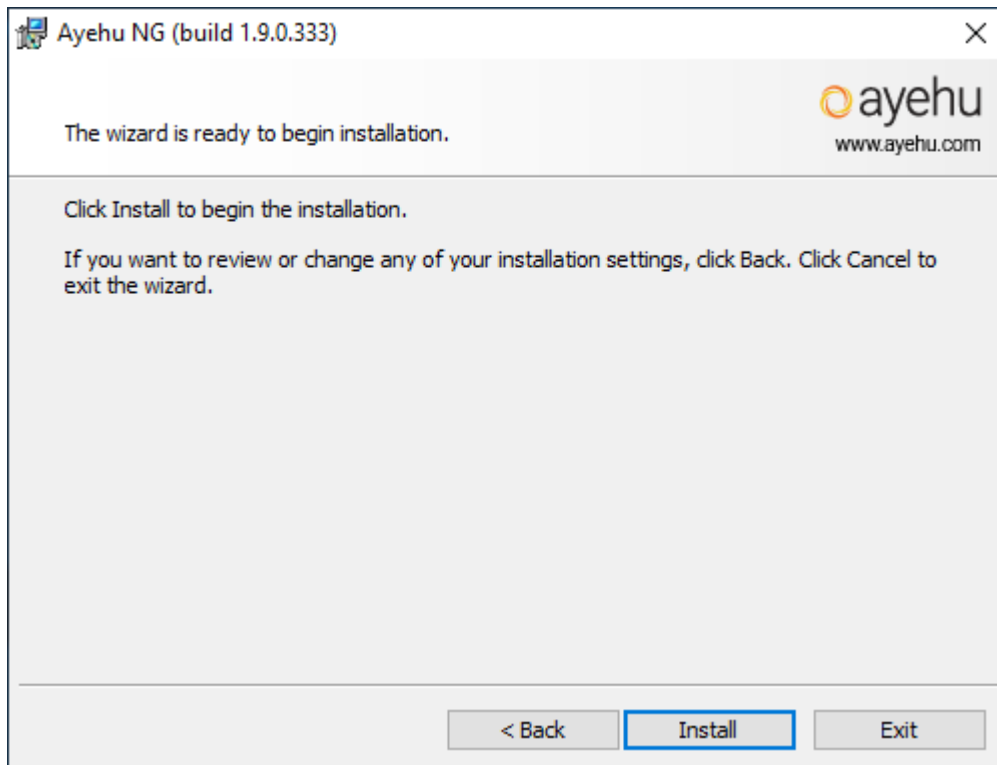 Ayehu NG (build 1.9.0.333)
ayehu
www.ayehu.com
The wizard is ready to begin installation.
Click Install to begin the installation.
If you want to review or change any of your installation settings, click Back. Click Cancel to
exit the wizard.
< Back
Install
Exit